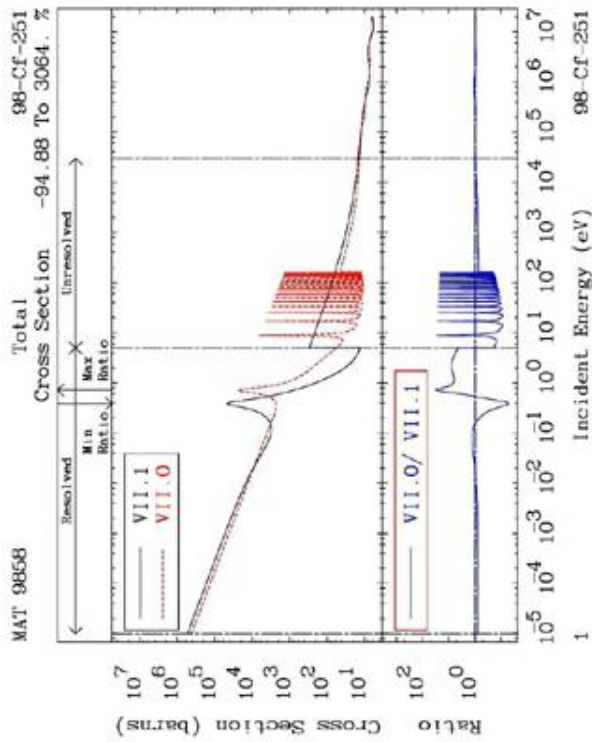 MAT 9858 Total 98-Cf-251
Cross Section -94.88 To 3064. %
Resolved Unresolved
Min Ratio Max Ratio
VII.1
VII.0
10^7
10^6
10^5
10^4
10^3
10^2
10^1
Cross Section (barns)
VII.0/ VII.1
10^2
10^0
Ratio
10^-5 10^-4 10^-3 10^-2 10^-1 10^0 10^1 10^2 10^3 10^4 10^5 10^6 10^7
1 Incident Energy (eV) 98-Cf-251